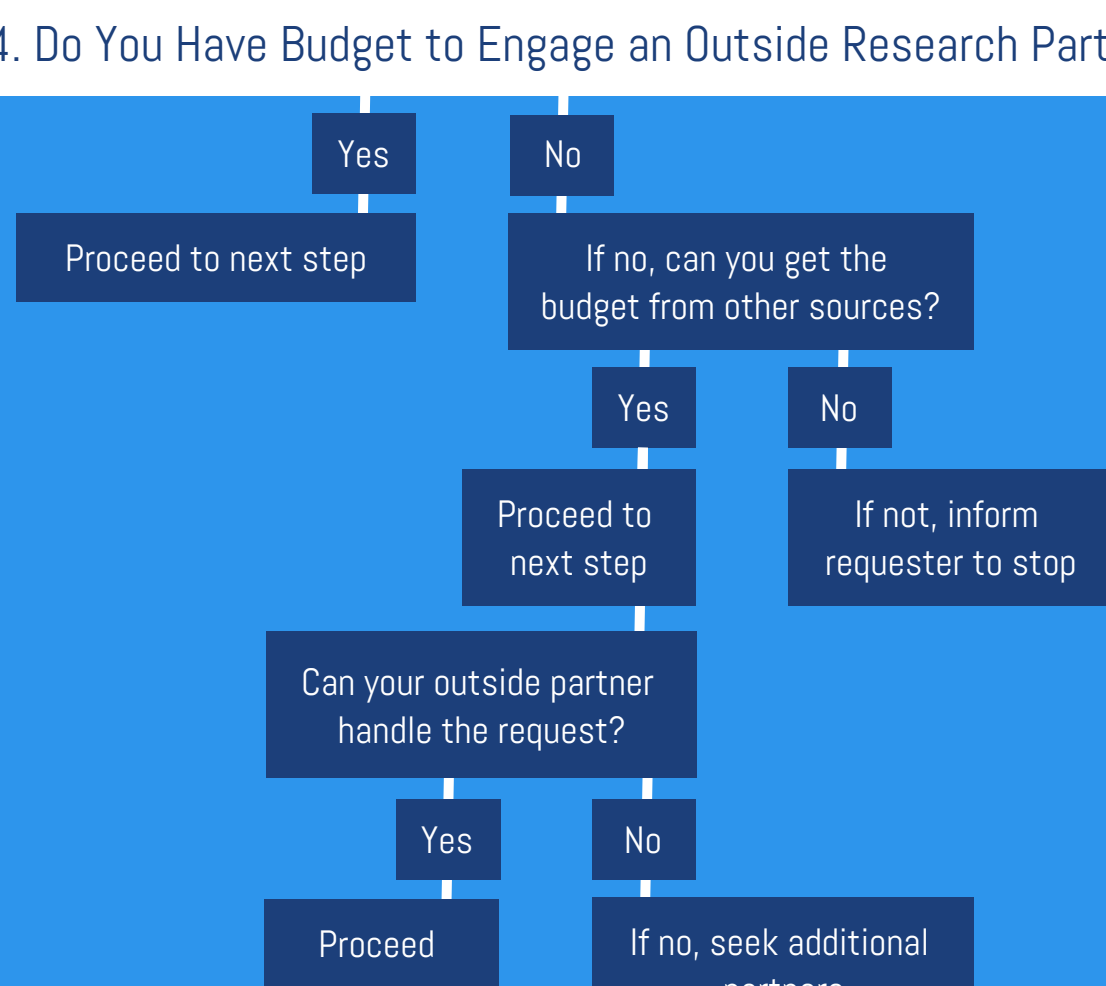 4. Do You Have Budget to Engage an Outside Research Part
Yes
No
Proceed to next step
If no, can you get the
budget from other sources?
Yes
No
Proceed to
next step
If not, inform
requester to stop
Can your outside partner
handle the request?
Yes
No
Proceed
If no, seek additional
partners